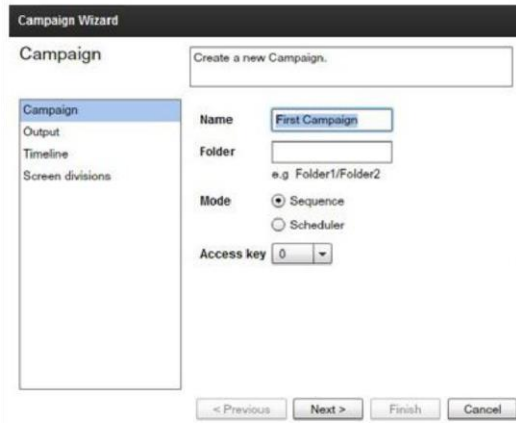 Campaign Wizard
Campaign
Create a new Campaign.
Campaign
Output
Timeline
Screen divisions
Name First Campaign
Folder
e.g Folder1/Folder2
Mode Sequence
Scheduler
Access key 0
< Previous Next > Finish Cancel